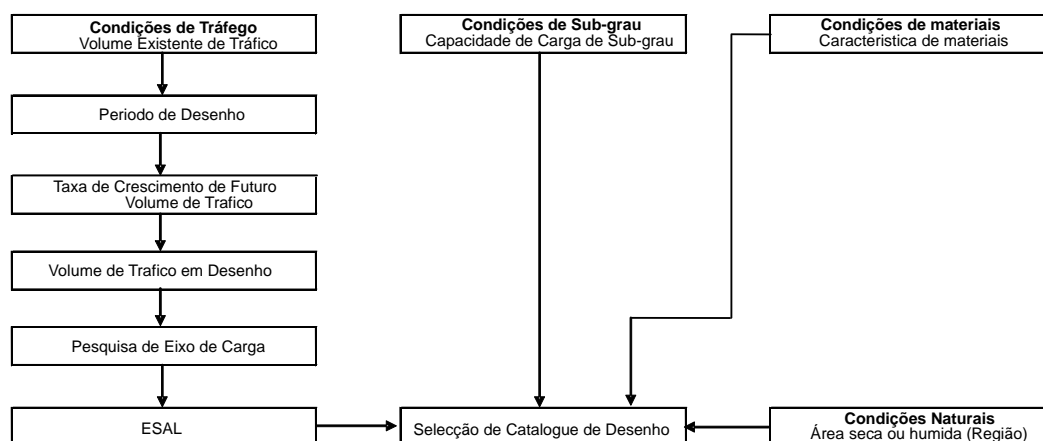 Condições de Tráfego
Volume Existente de Tráfico
Condições de Sub-grau
Capacidade de Carga de Sub-grau
Condições de materiais
Caracteristica de materiais
Periodo de Desenho
Taxa de Crescimento de Futuro
Volume de Trafico
Volume de Trafico em Desenho
Pesquisa de Eixo de Carga
ESAL
Selecção de Catalogue de Desenho
Condições Naturais
Área seca ou humida (Região)